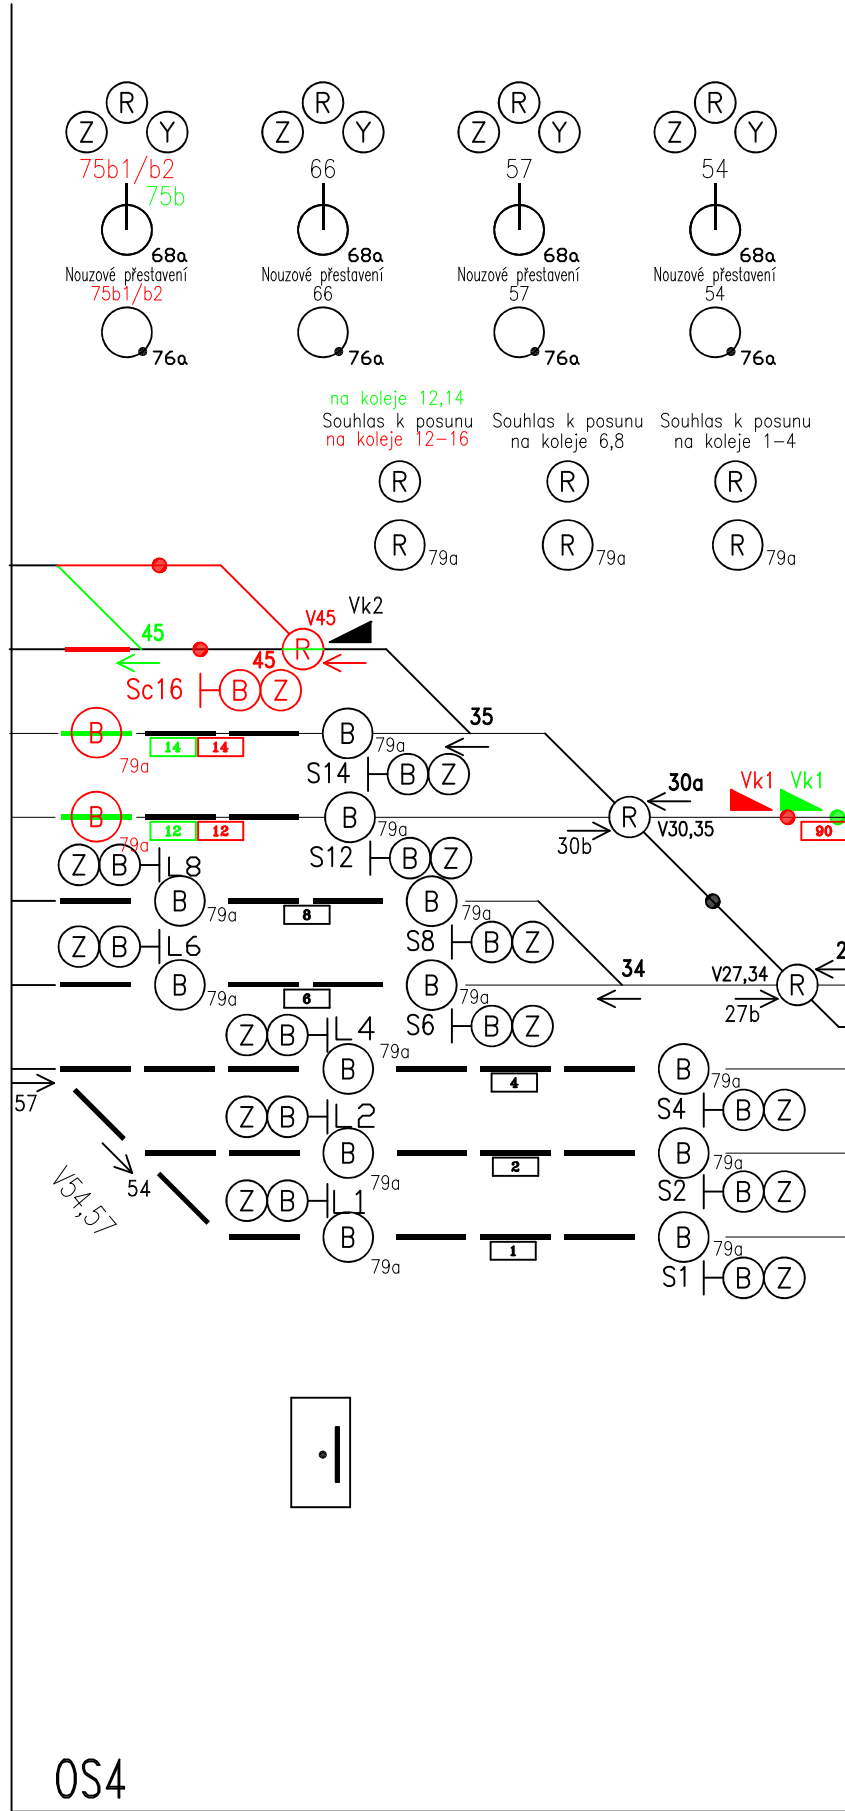 R R R R
Z Y Z Y Z Y Z Y
75b1/b2 66 57 54
75b
68a 68a 68a 68a
Nouzové přestavení Nouzové přestavení Nouzové přestavení Nouzové přestavení
75b1/b2 66 57 54
76a 76a 76a 76a
na koleje 12,14
Souhlas k posunu Souhlas k posunu Souhlas k posunu
na koleje 12-16 na koleje 6,8 na koleje 1-4
R R R
R 79a R 79a R 79a
Vk2
V45
45
R
45
Sc16 B Z
35
B 79a 14 14 B 79a
S14 B Z
30a Vk1 Vk1
B 79a 12 12 B 79a R V30,35 90
30b
S12 B Z
Z B L8
B 79a 8 B 79a
S8 B Z
Z B L6
34 V27,34 2
B 79a 6 B 79a R
27b
S6 B Z
Z B L4
57 B 79a 4 B 79a
S4 B Z
Z B L2
B 79a 2 B 79a
54
V54,57
S2 B Z
Z B L1
B 79a 1 B 79a
S1 B Z
OS4